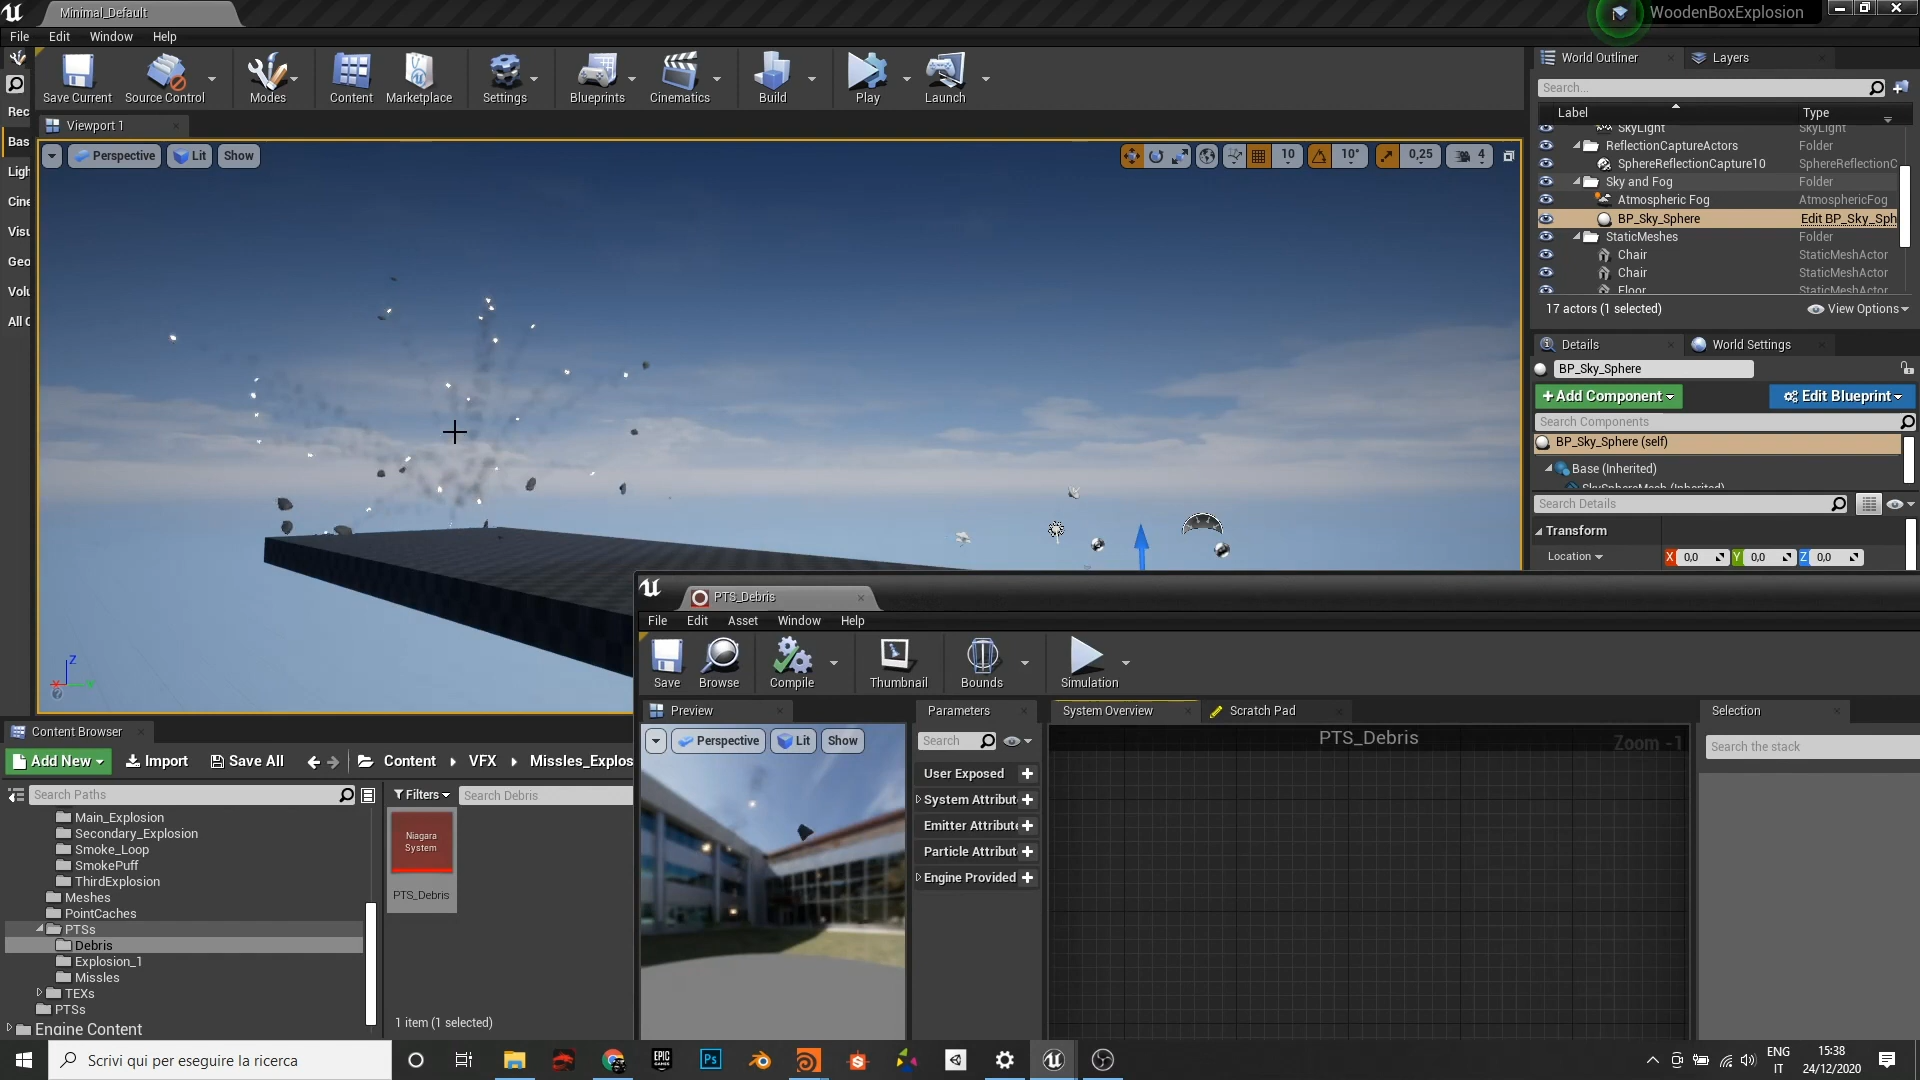 Minimal_Default
WoodenBoxExplosion
File Edit Window Help
Save Current
Source Control
Modes
Content
Marketplace
Settings
Blueprints
Cinematics
Build
Play
Launch
World Outliner
Layers
Search...
Label
Type
SkyLight
SkyLight
ReflectionCaptureActors
Folder
SphereReflectionCapture10
SphereReflectionC
Sky and Fog
Folder
Atmospheric Fog
AtmosphericFog
BP_Sky_Sphere
Edit BP_Sky_Sph
StaticMeshes
Folder
Chair
StaticMeshActor
Chair
StaticMeshActor
Floor
StaticMeshActor
17 actors (1 selected)
View Options
Rec
Bas
Ligh
Cine
Visu
Geo
Volu
All C
Viewport 1
Perspective
Lit
Show
10
10°
0,25
4
Z
Details
World Settings
BP_Sky_Sphere
+Add Component
Edit Blueprint
Search Components
BP_Sky_Sphere (self)
Base (Inherited)
SkySphereMesh (Inherited)
Search Details
Transform
Location
X 0,0
Y 0,0
Z 0,0
PTS_Debris
File Edit Asset Window Help
Save
Browse
Compile
Thumbnail
Bounds
Simulation
Preview
Perspective
Lit
Show
Parameters
Search
User Exposed
System Attribut
Emitter Attribute
Particle Attribut
Engine Provided
System Overview
Scratch Pad
PTS_Debris
Zoom -1
Selection
Search the stack
Content Browser
Add New
Import
Save All
Content
VFX
Missles_Explos
Search Paths
Filters
Search Debris
Main_Explosion
Secondary_Explosion
Smoke_Loop
SmokePuff
ThirdExplosion
Meshes
PointCaches
PTSs
Debris
Explosion_1
Missles
TEXs
PTSs
Engine Content
Niagara
System
PTS_Debris
1 item (1 selected)
Scrivi qui per eseguire la ricerca
EPIC
GAMES
Ps
ENG
IT
15:38
24/12/2020